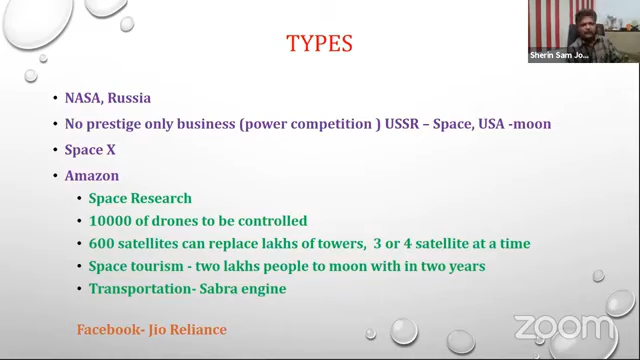 Sherin Sam Jo...
TYPES
• NASA, Russia
• No prestige only business (power competition ) USSR – Space, USA -moon
• Space X
• Amazon
• Space Research
• 10000 of drones to be controlled
• 600 satellites can replace lakhs of towers, 3 or 4 satellite at a time
• Space tourism - two lakhs people to moon with in two years
• Transportation- Sabra engine
Facebook- Jio Reliance
zoom